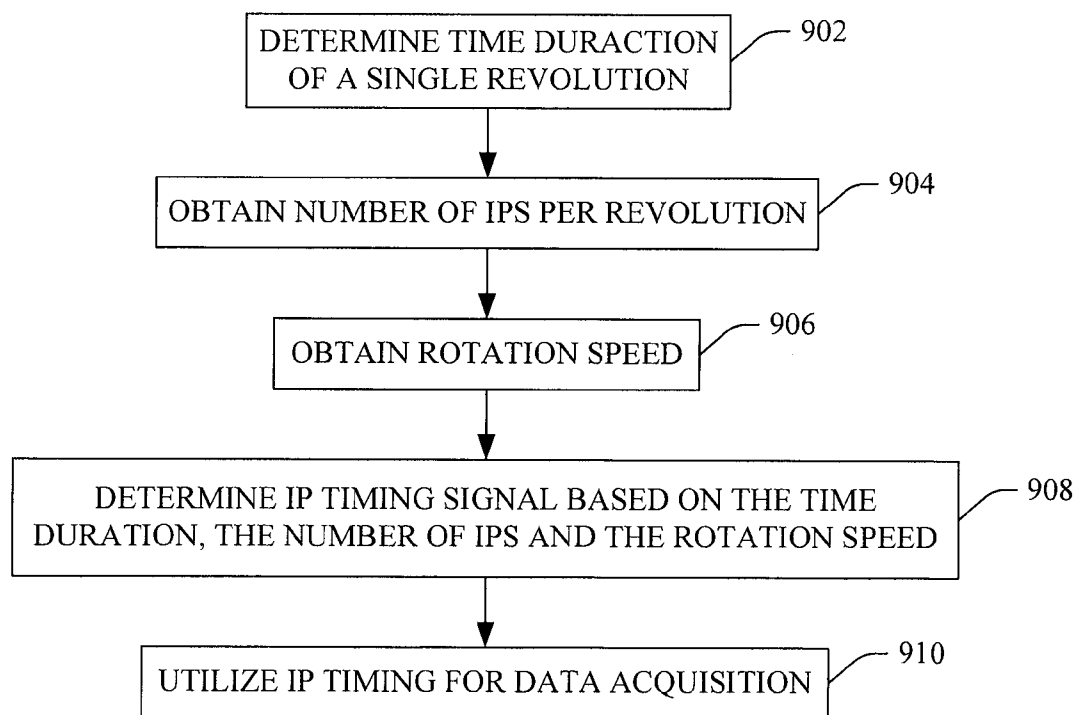 DETERMINE TIME DURACTION
OF A SINGLE REVOLUTION
902
OBTAIN NUMBER OF IPS PER REVOLUTION
904
OBTAIN ROTATION SPEED
906
DETERMINE IP TIMING SIGNAL BASED ON THE TIME
DURATION, THE NUMBER OF IPS AND THE ROTATION SPEED
908
UTILIZE IP TIMING FOR DATA ACQUISITION
910